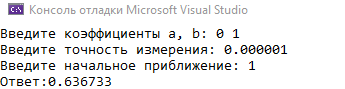 Консоль отладки Microsoft Visual Studio
Введите коэффициенты a, b: 0 1
Введите точность измерения: 0.000001
Введите начальное приближение: 1
Ответ:0.636733